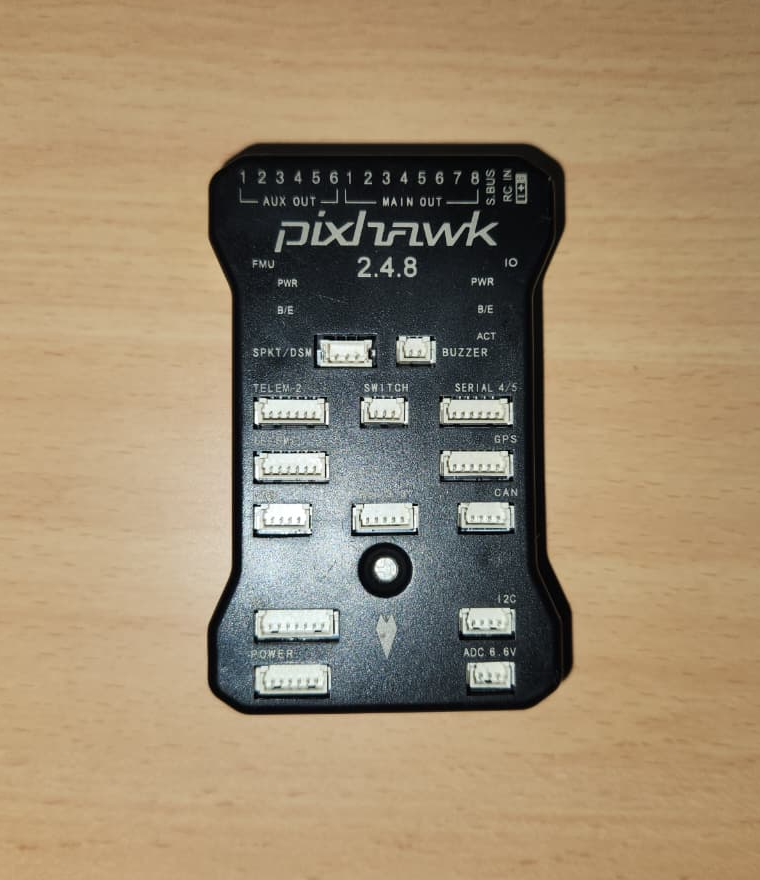 1 2 3 4 5 6 1 2 3 4 5 6 7 8 S.BUS RC IN
AUX OUT MAIN OUT
pixhawk
2.4.8
FMU IO
PWR PWR
B/E B/E
ACT
SPKT/DSM BUZZER
TELEM 2 SWITCH SERIAL 4/5
GPS
CAN
I2C
POWER ADC 6.6V